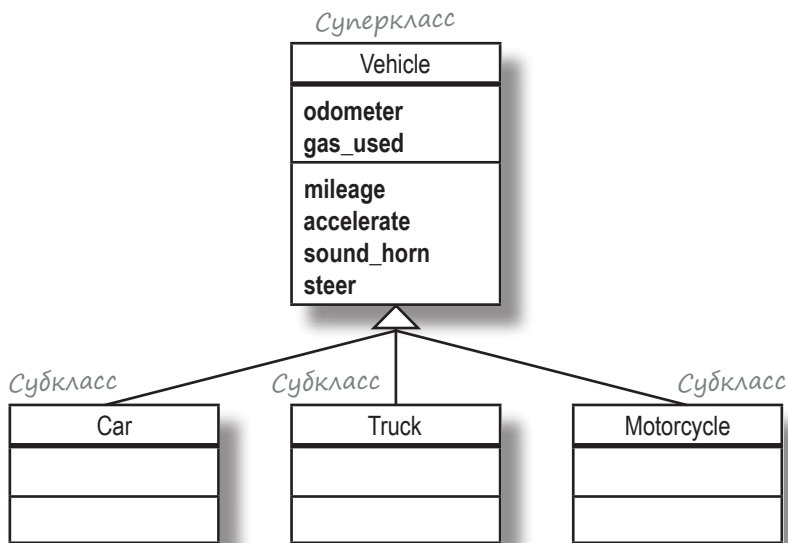 Суперкласс
Vehicle
odometer
gas_used
mileage
accelerate
sound_horn
steer
Субкласс
Субкласс
Субкласс
Car
Truck
Motorcycle